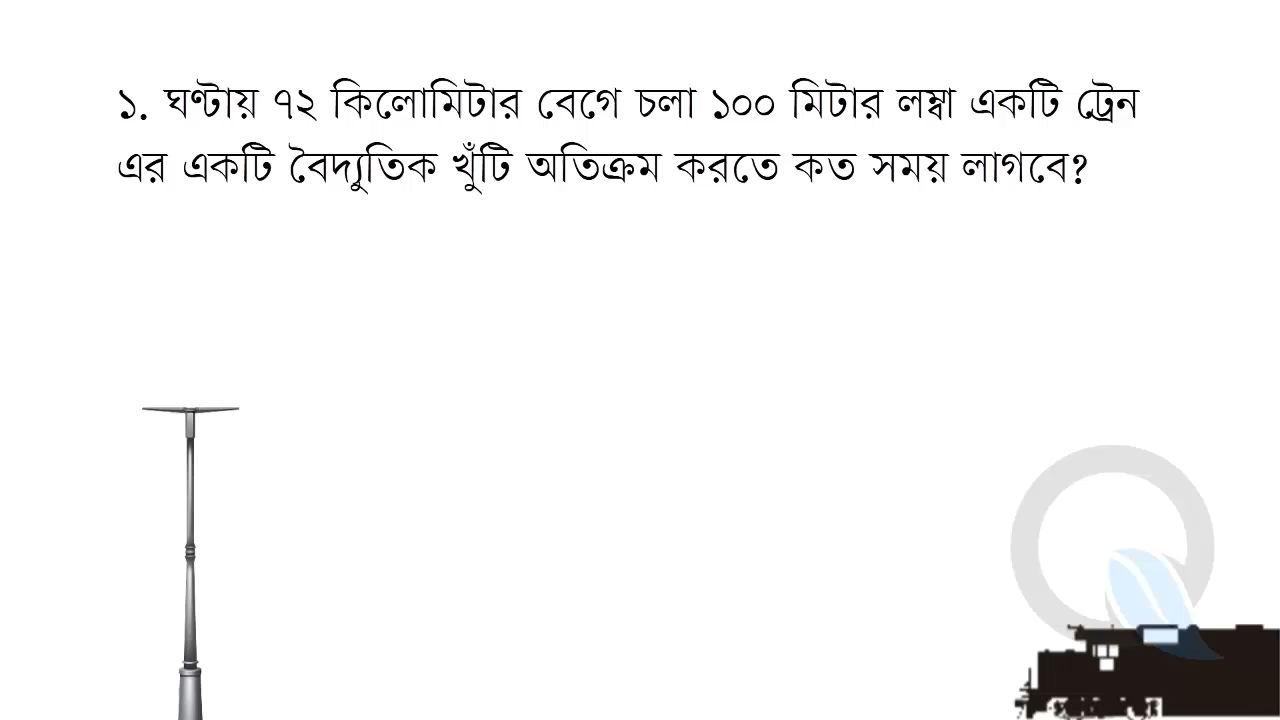 ১. ঘণ্টায় ৭২ কিলোমিটার বেগে চলা ১০০ মিটার লম্বা একটি ট্রেন
এর একটি বৈদ্যুতিক খুঁটি অতিক্রম করতে কত সময় লাগবে?